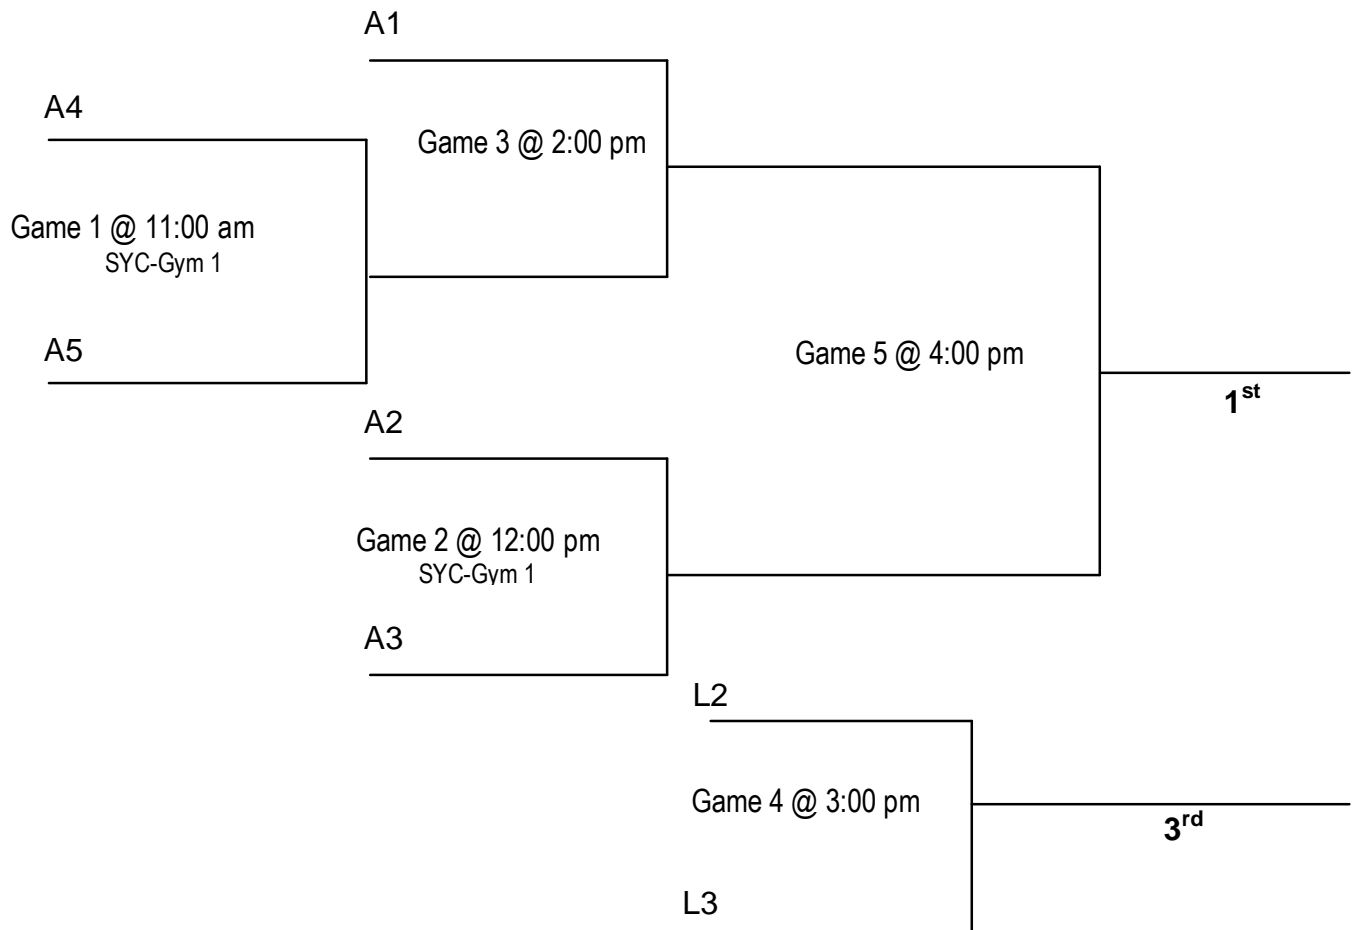 A1
A4
Game 3 @ 2:00 pm
Game 1 @ 11:00 am
SYC-Gym 1
A5
Game 5 @ 4:00 pm
1st
A2
Game 2 @ 12:00 pm
SYC-Gym 1
A3
L2
Game 4 @ 3:00 pm
3rd
L3